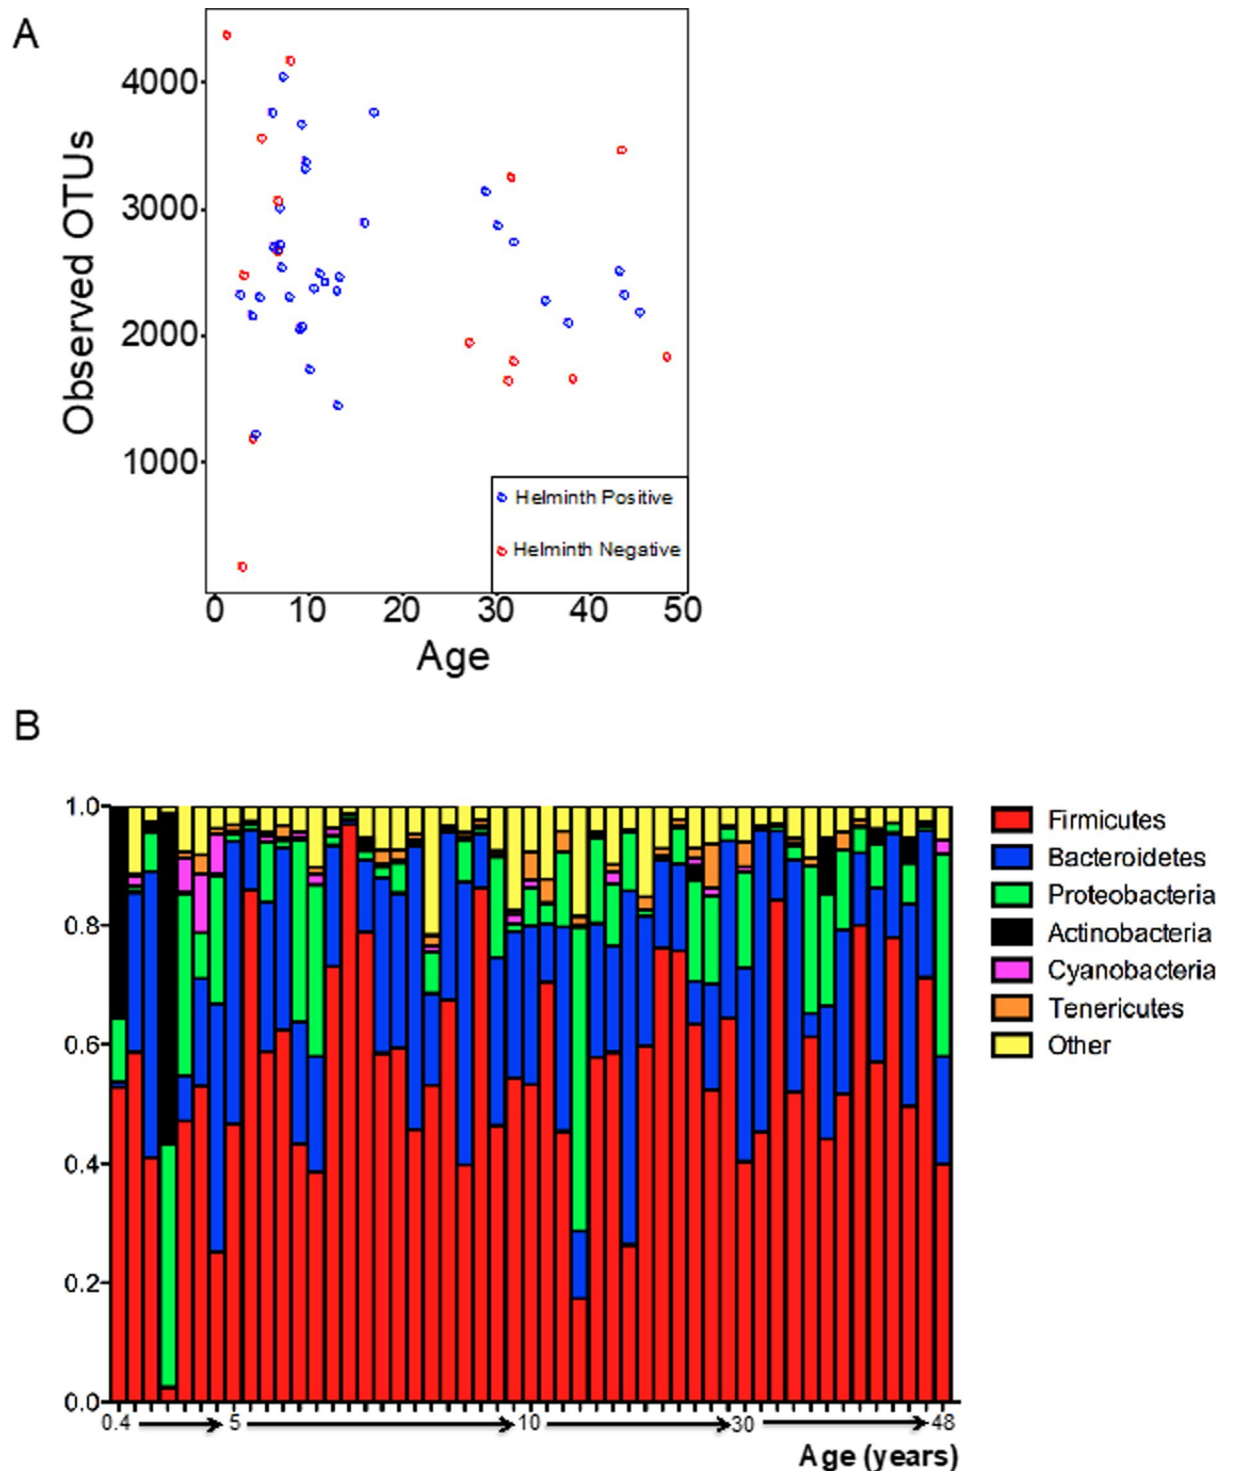 A
Observed OTUs
4000
3000
2000
1000
Helminth Positive
Helminth Negative
0 10 20 30 40 50
Age
B
1.0
0.8
0.6
0.4
0.2
0.0
Firmicutes
Bacteroidetes
Proteobacteria
Actinobacteria
Cyanobacteria
Tenericutes
Other
0.4 5 10 30 48
Age (years)